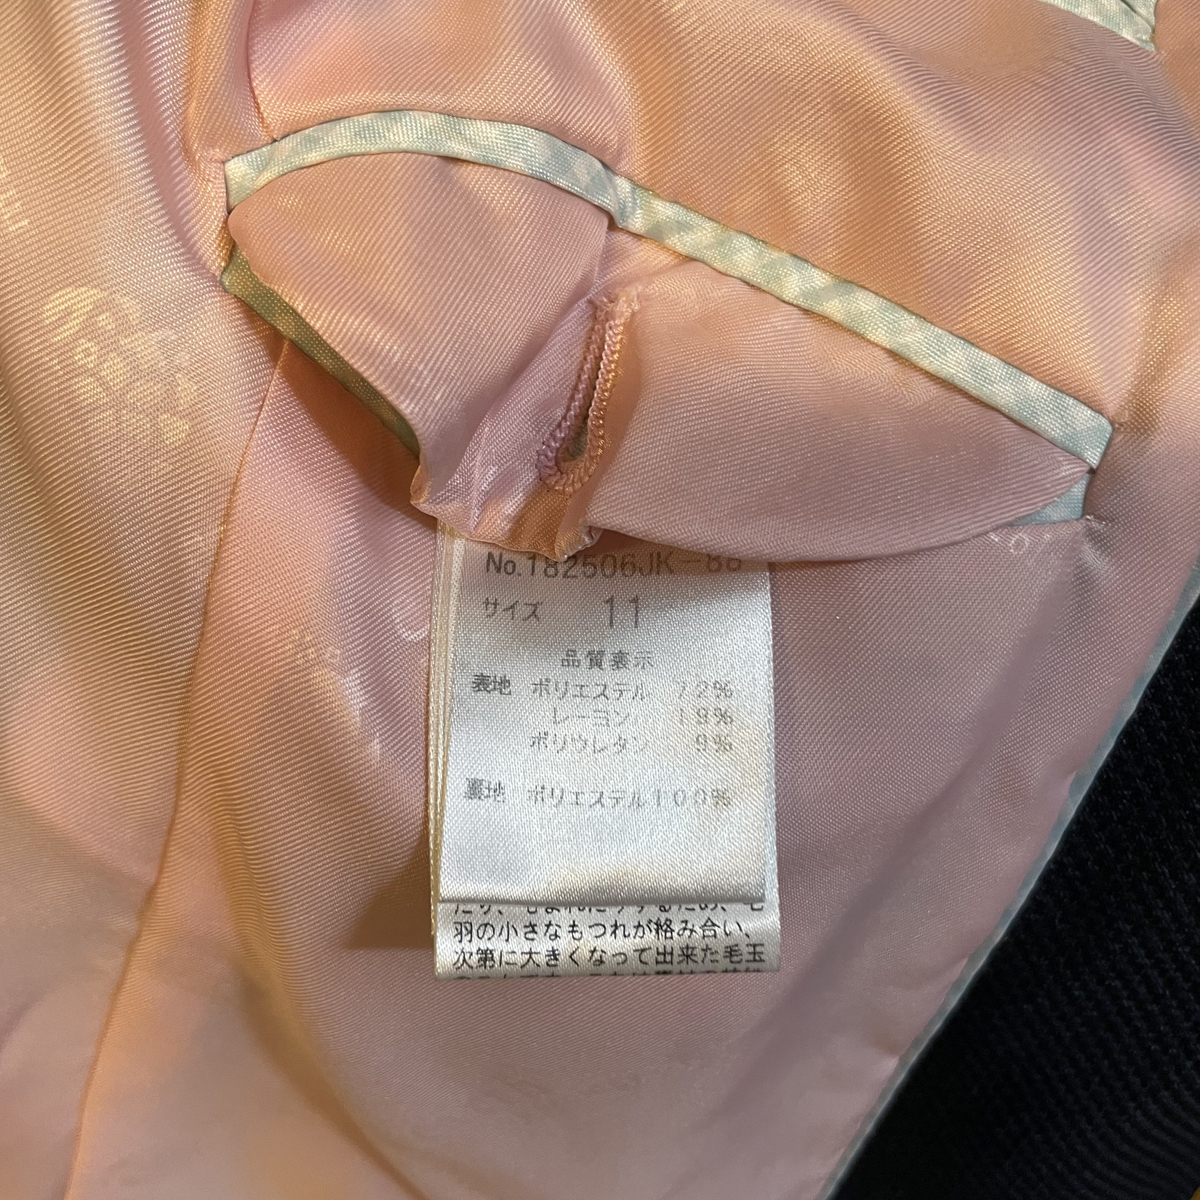 No.182506JK-88
サイズ 11
品質表示
表地 ポリエステル 72%
レーヨン 19%
ポリウレタン 9%
裏地 ポリエステル100%
羽の小さなもつれが絡み合い、
次第に大きくなって出来た毛玉